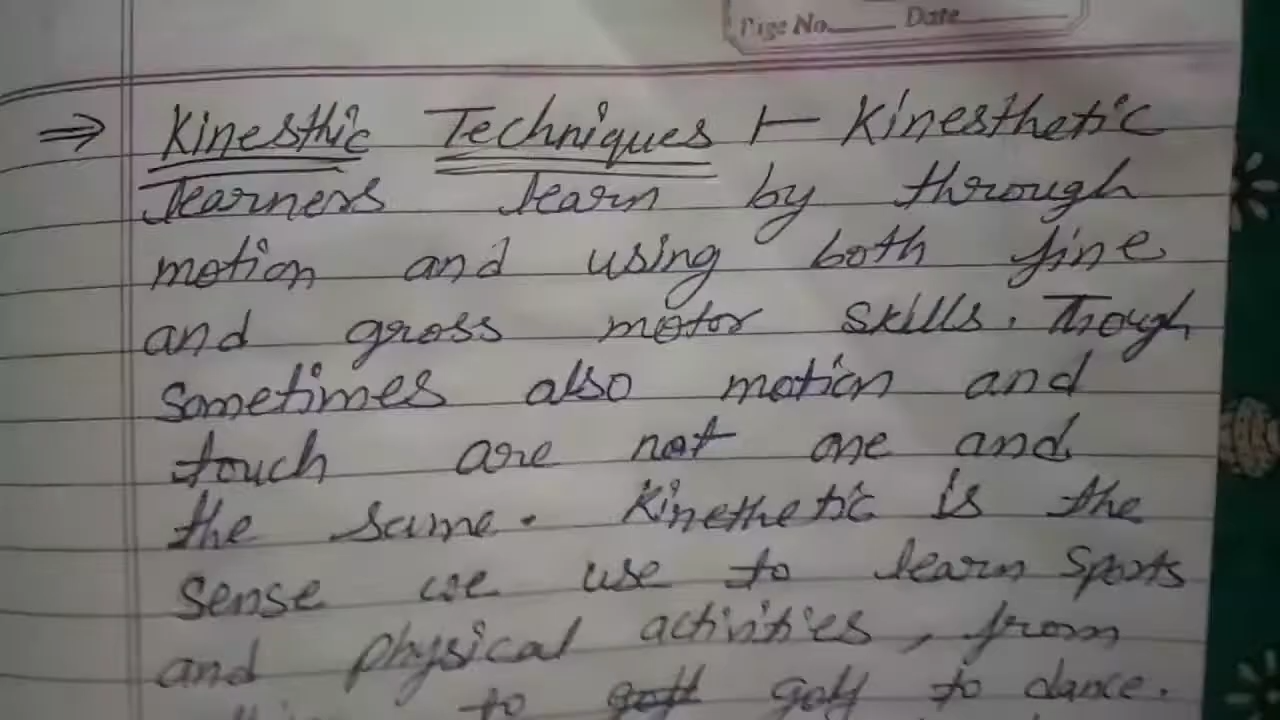 Page No. Date
⇒ Kinesthic Techniques :- Kinesthetic
learners learn by through
motion and using both fine
and gross motor skills. Though
sometimes also motion and
touch are not one and
the same. Kinethetic is the
sense we use to learn sports
and physical activities, from
to golf golf to dance.